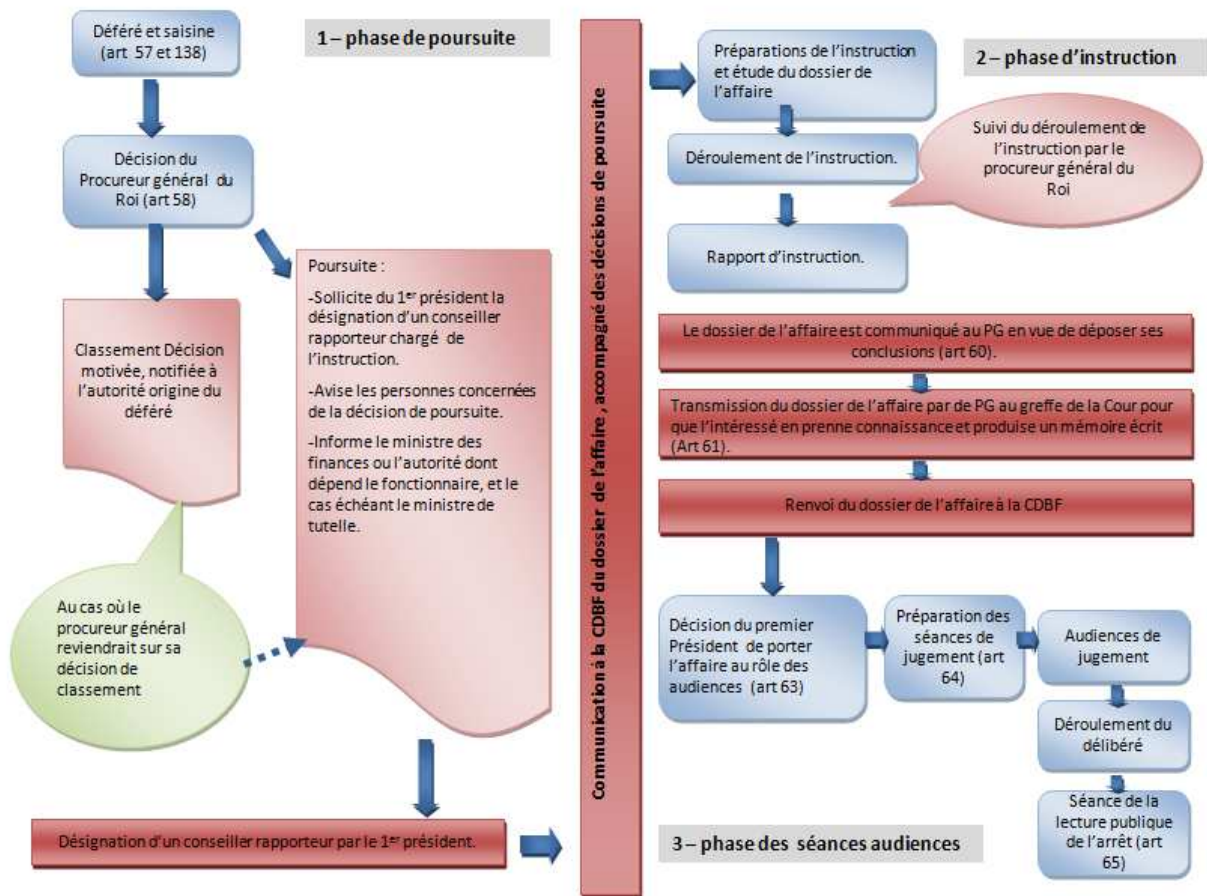 Déféré et saisine
(art 57 et 138)
1 – phase de poursuite
Décision du
Procureur général du
Roi (art 58)
Classement Décision
motivée, notifiée à
l'autorité origine du
déféré
Poursuite :
-Sollicite du 1er président la
désignation d'un conseiller
rapporteur chargé de
l'instruction.
-Avise les personnes concernées
de la décision de poursuite.
-Informe le ministre des
finances ou l'autorité dont
dépend le fonctionnaire, et le
cas échéant le ministre de
tutelle.
Au cas où le
procureur général
reviendrait sur sa
décision de
classement
Désignation d'un conseiller rapporteur par le 1er président.
Communication à la CDBF du dossier de l'affaire, accompagné des décisions de poursuite
Préparations de l'instruction
et étude du dossier de
l'affaire
2 – phase d'instruction
Déroulement de l'instruction.
Suivi du déroulement de
l'instruction par le
procureur général du
Roi
Rapport d'instruction.
Le dossier de l'affaire est communiqué au PG en vue de déposer ses
conclusions (art 60).
Transmission du dossier de l'affaire par de PG au greffe de la Cour pour
que l'intéressé en prenne connaissance et produise un mémoire écrit
(Art 61).
Renvoi du dossier de l'affaire à la CDBF
Décision du premier
Président de porter
l'affaire au rôle des
audiences (art 63)
Préparation des
séances de
jugement (art
64)
Audiences de
jugement
Déroulement du
délibéré
Séance de la
lecture publique
de l'arrêt (art
65)
3 – phase des séances audiences